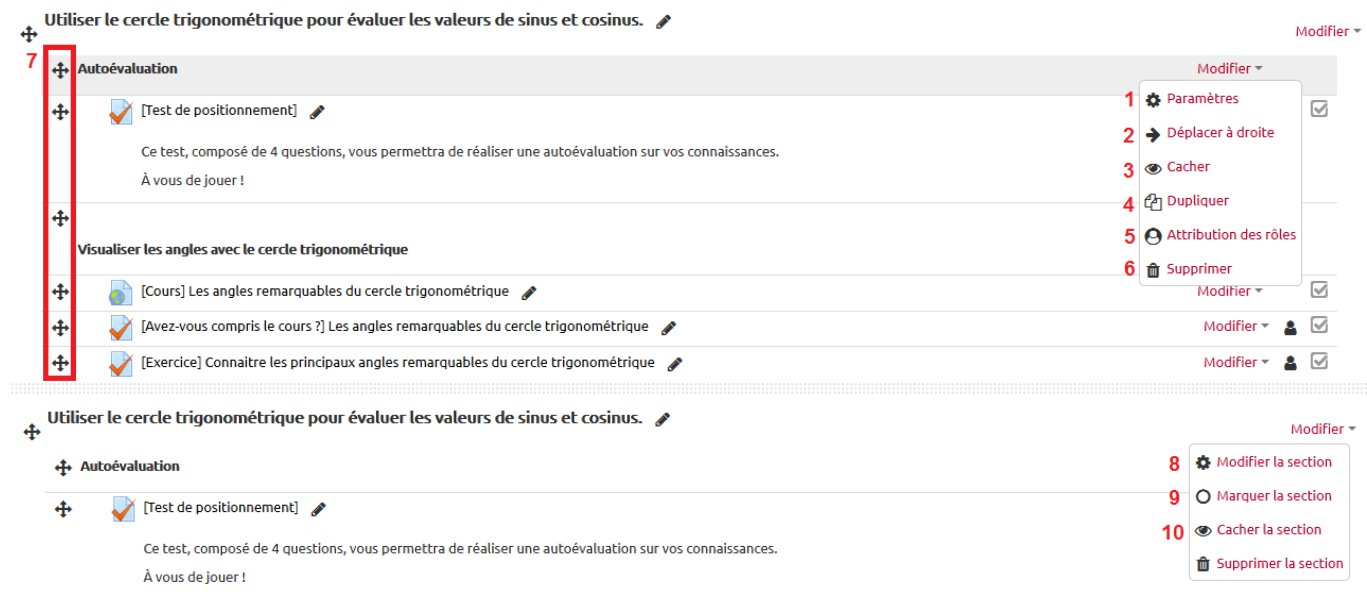 Utiliser le cercle trigonométrique pour évaluer les valeurs de sinus et cosinus.
Modifier
7
Autoévaluation
Modifier
[Test de positionnement]
1 Paramètres
2 Déplacer à droite
Ce test, composé de 4 questions, vous permettra de réaliser une autoévaluation sur vos connaissances.
3 Cacher
À vous de jouer !
4 Dupliquer
5 Attribution des rôles
Visualiser les angles avec le cercle trigonométrique
6 Supprimer
[Cours] Les angles remarquables du cercle trigonométrique
Modifier
[Avez-vous compris le cours ?] Les angles remarquables du cercle trigonométrique
Modifier
[Exercice] Connaitre les principaux angles remarquables du cercle trigonométrique
Modifier
Utiliser le cercle trigonométrique pour évaluer les valeurs de sinus et cosinus.
Modifier
Autoévaluation
8 Modifier la section
9 Marquer la section
[Test de positionnement]
10 Cacher la section
Ce test, composé de 4 questions, vous permettra de réaliser une autoévaluation sur vos connaissances.
Supprimer la section
À vous de jouer !